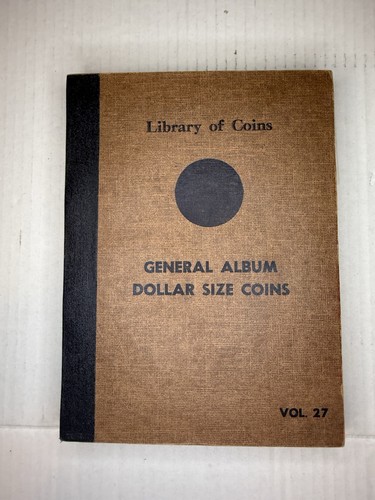 Library of Coins
GENERAL ALBUM
DOLLAR SIZE COINS
VOL. 27